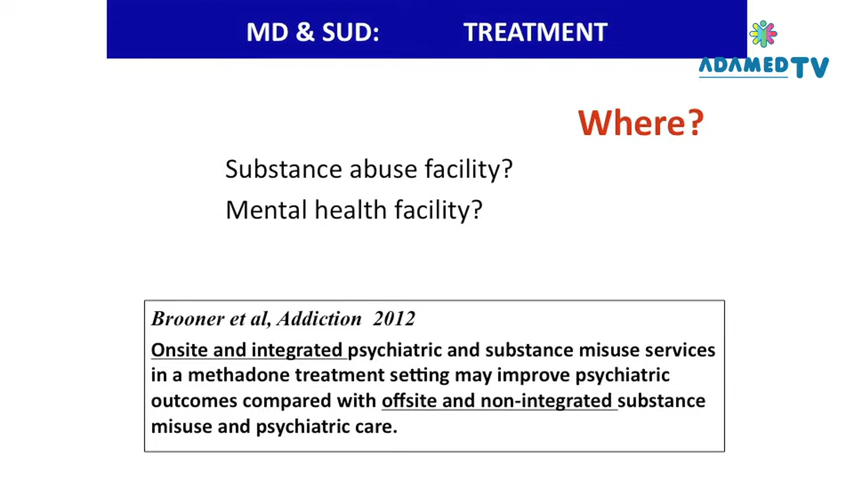 MD & SUD: TREATMENT
ADAMED TV
Where?
Substance abuse facility?
Mental health facility?
Brooner et al, Addiction 2012
Onsite and integrated psychiatric and substance misuse services
in a methadone treatment setting may improve psychiatric
outcomes compared with offsite and non-integrated substance
misuse and psychiatric care.